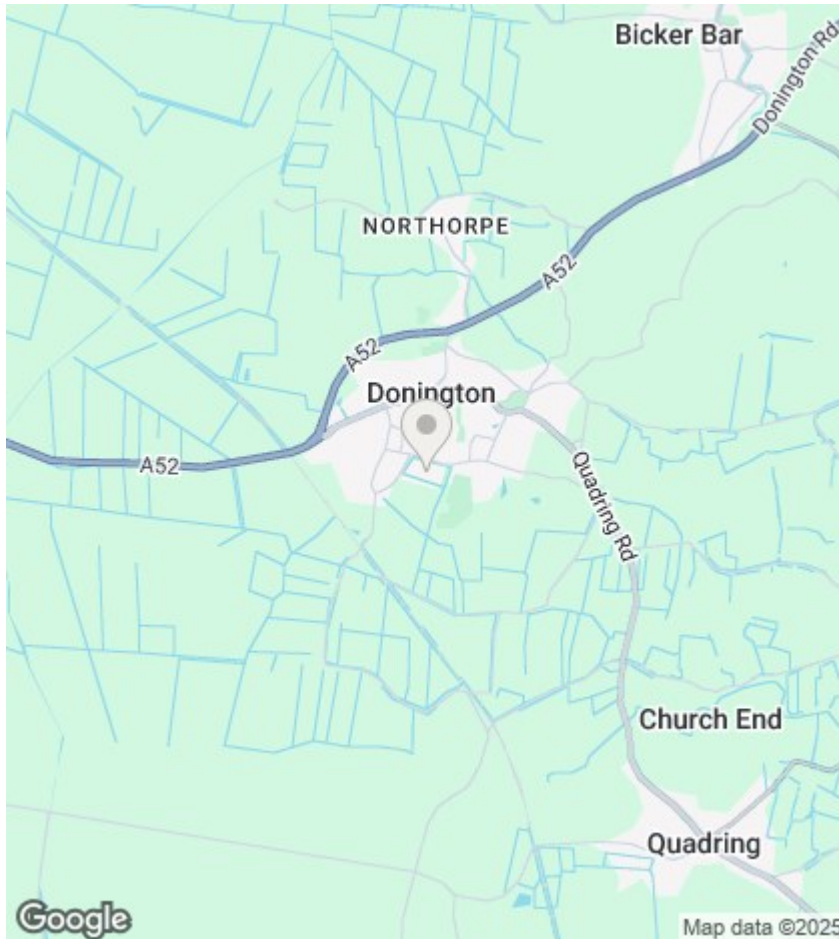 Bicker Bar
Donington Rd
NORTHORPE
A52
A52
Donington
A52
Quadring Rd
Church End
Quadring
Google
Map data ©2025